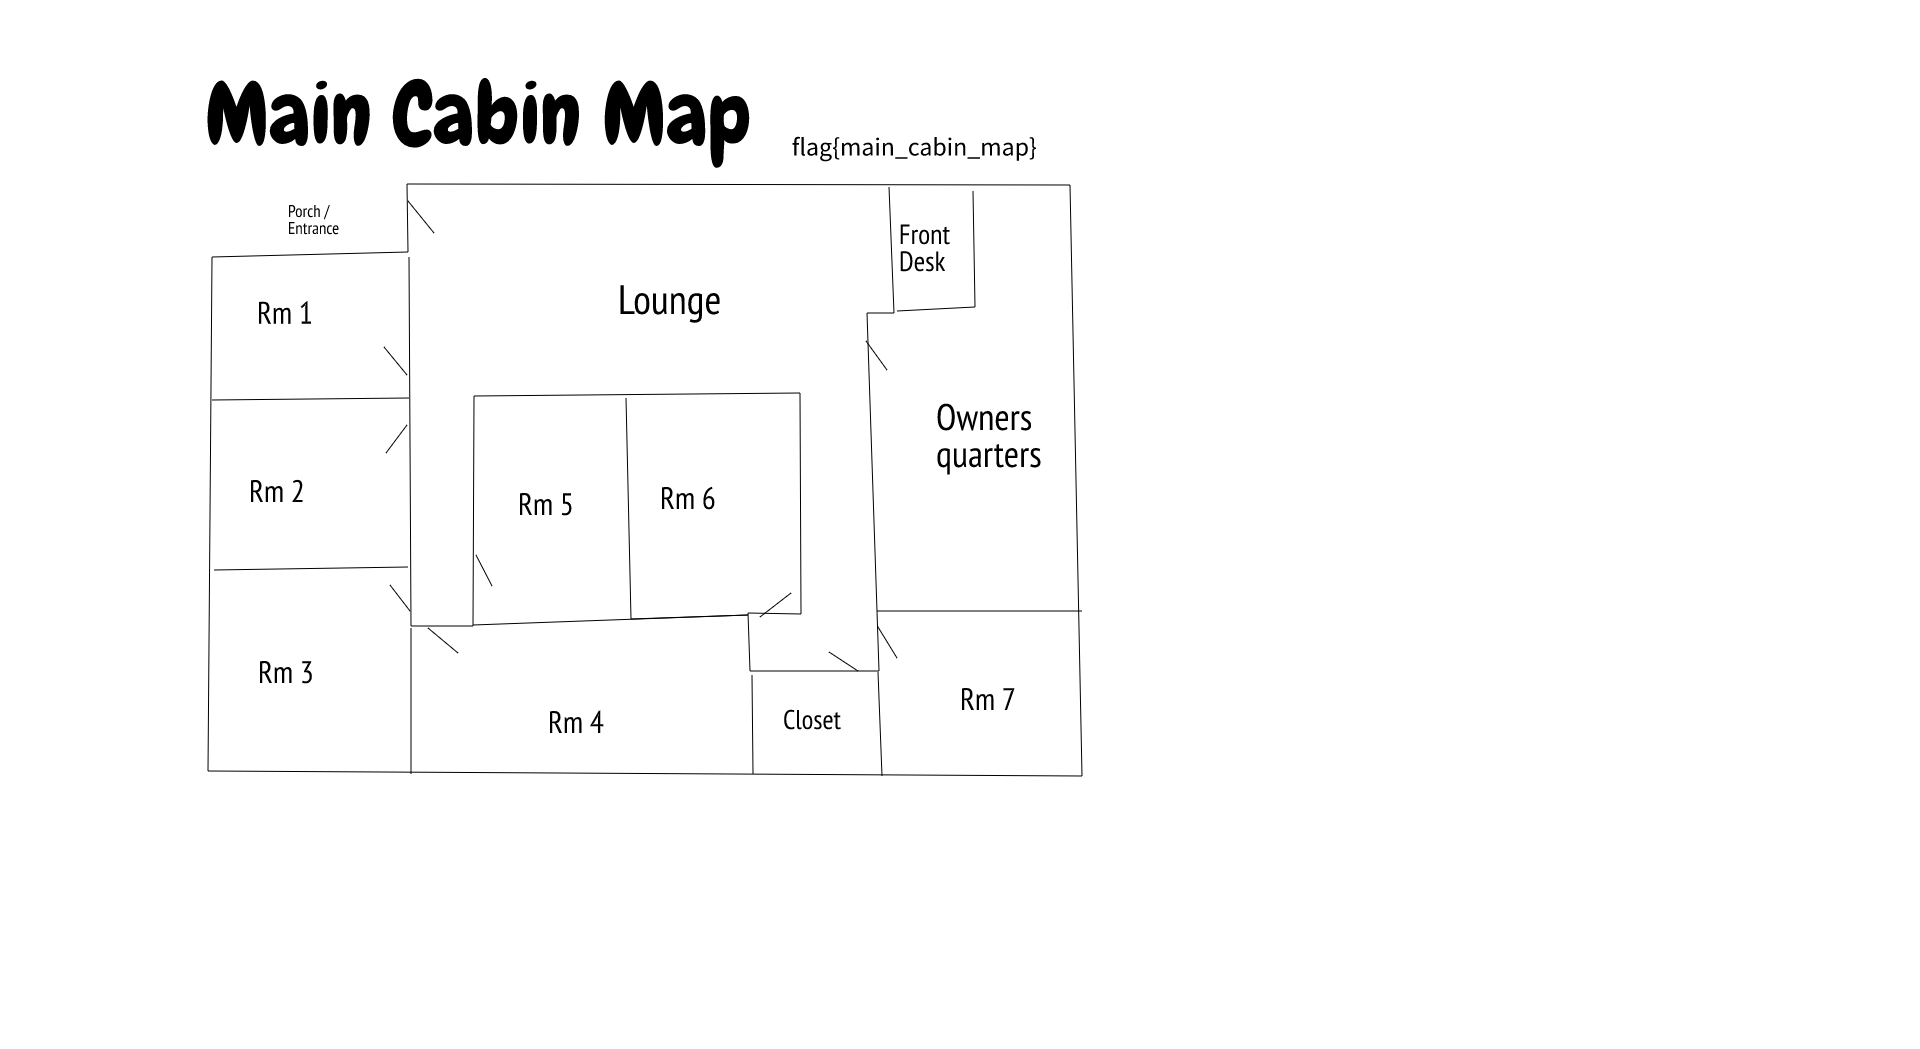 Main Cabin Map
flag{main_cabin_map}
Porch /
Entrance
Front
Desk
Lounge
Rm 1
Owners
quarters
Rm 2
Rm 5
Rm 6
Rm 3
Rm 4
Closet
Rm 7